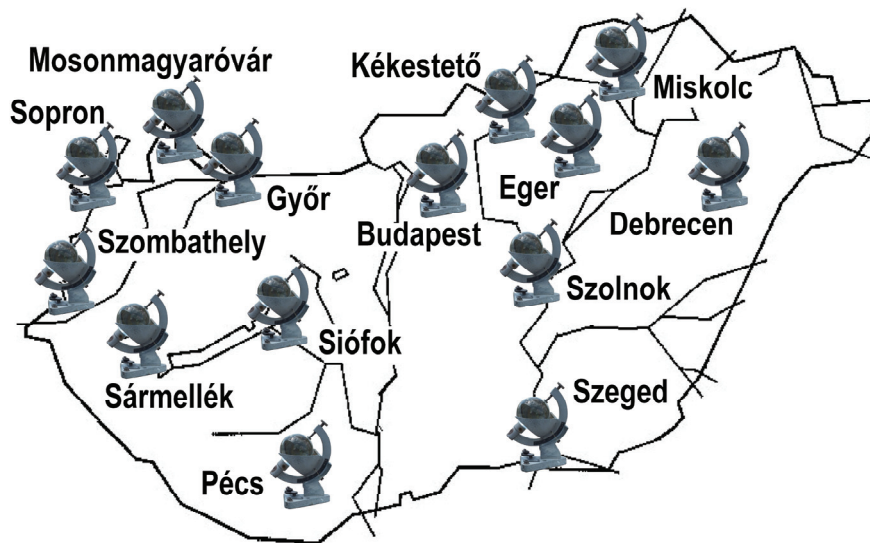 Mosonmagyaróvár
Kékestető
Miskolc
Sopron
Győr
Eger
Budapest
Debrecen
Szombathely
Szolnok
Siófok
Sármellék
Szeged
Pécs